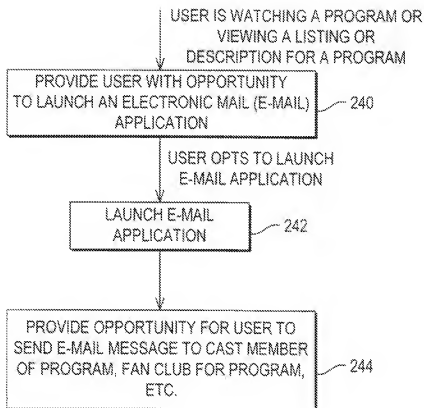 USER IS WATCHING A PROGRAM OR
VIEWING A LISTING OR
DESCRIPTION FOR A PROGRAM
PROVIDE USER WITH OPPORTUNITY
TO LAUNCH AN ELECTRONIC MAIL (E-MAIL)
APPLICATION
240
USER OPTS TO LAUNCH
E-MAIL APPLICATION
LAUNCH E-MAIL
APPLICATION
242
PROVIDE OPPORTUNITY FOR USER TO
SEND E-MAIL MESSAGE TO CAST MEMBER
OF PROGRAM, FAN CLUB FOR PROGRAM,
ETC.
244